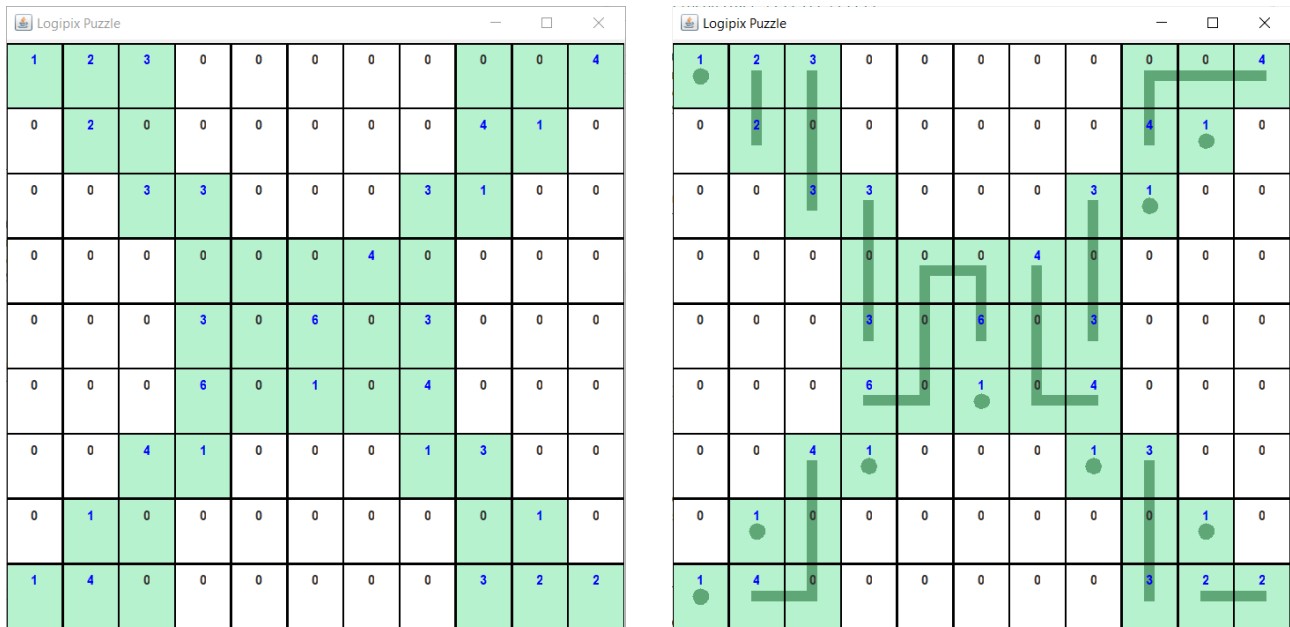 Logipix Puzzle
1 2 3 0 0 0 0 0 0 0 4
0 2 0 0 0 0 0 0 4 1 0
0 0 3 3 0 0 0 3 1 0 0
0 0 0 0 0 0 4 0 0 0 0
0 0 0 3 0 6 0 3 0 0 0
0 0 0 6 0 1 0 4 0 0 0
0 0 4 1 0 0 0 1 3 0 0
0 1 0 0 0 0 0 0 0 1 0
1 4 0 0 0 0 0 0 3 2 2
Logipix Puzzle
1 2 3 0 0 0 0 0 0 0 4
0 2 0 0 0 0 0 0 4 1 0
0 0 3 3 0 0 0 3 1 0 0
0 0 0 0 0 0 4 0 0 0 0
0 0 0 3 0 6 0 3 0 0 0
0 0 0 6 0 1 0 4 0 0 0
0 0 4 1 0 0 0 1 3 0 0
0 1 0 0 0 0 0 0 0 1 0
1 4 0 0 0 0 0 0 3 2 2